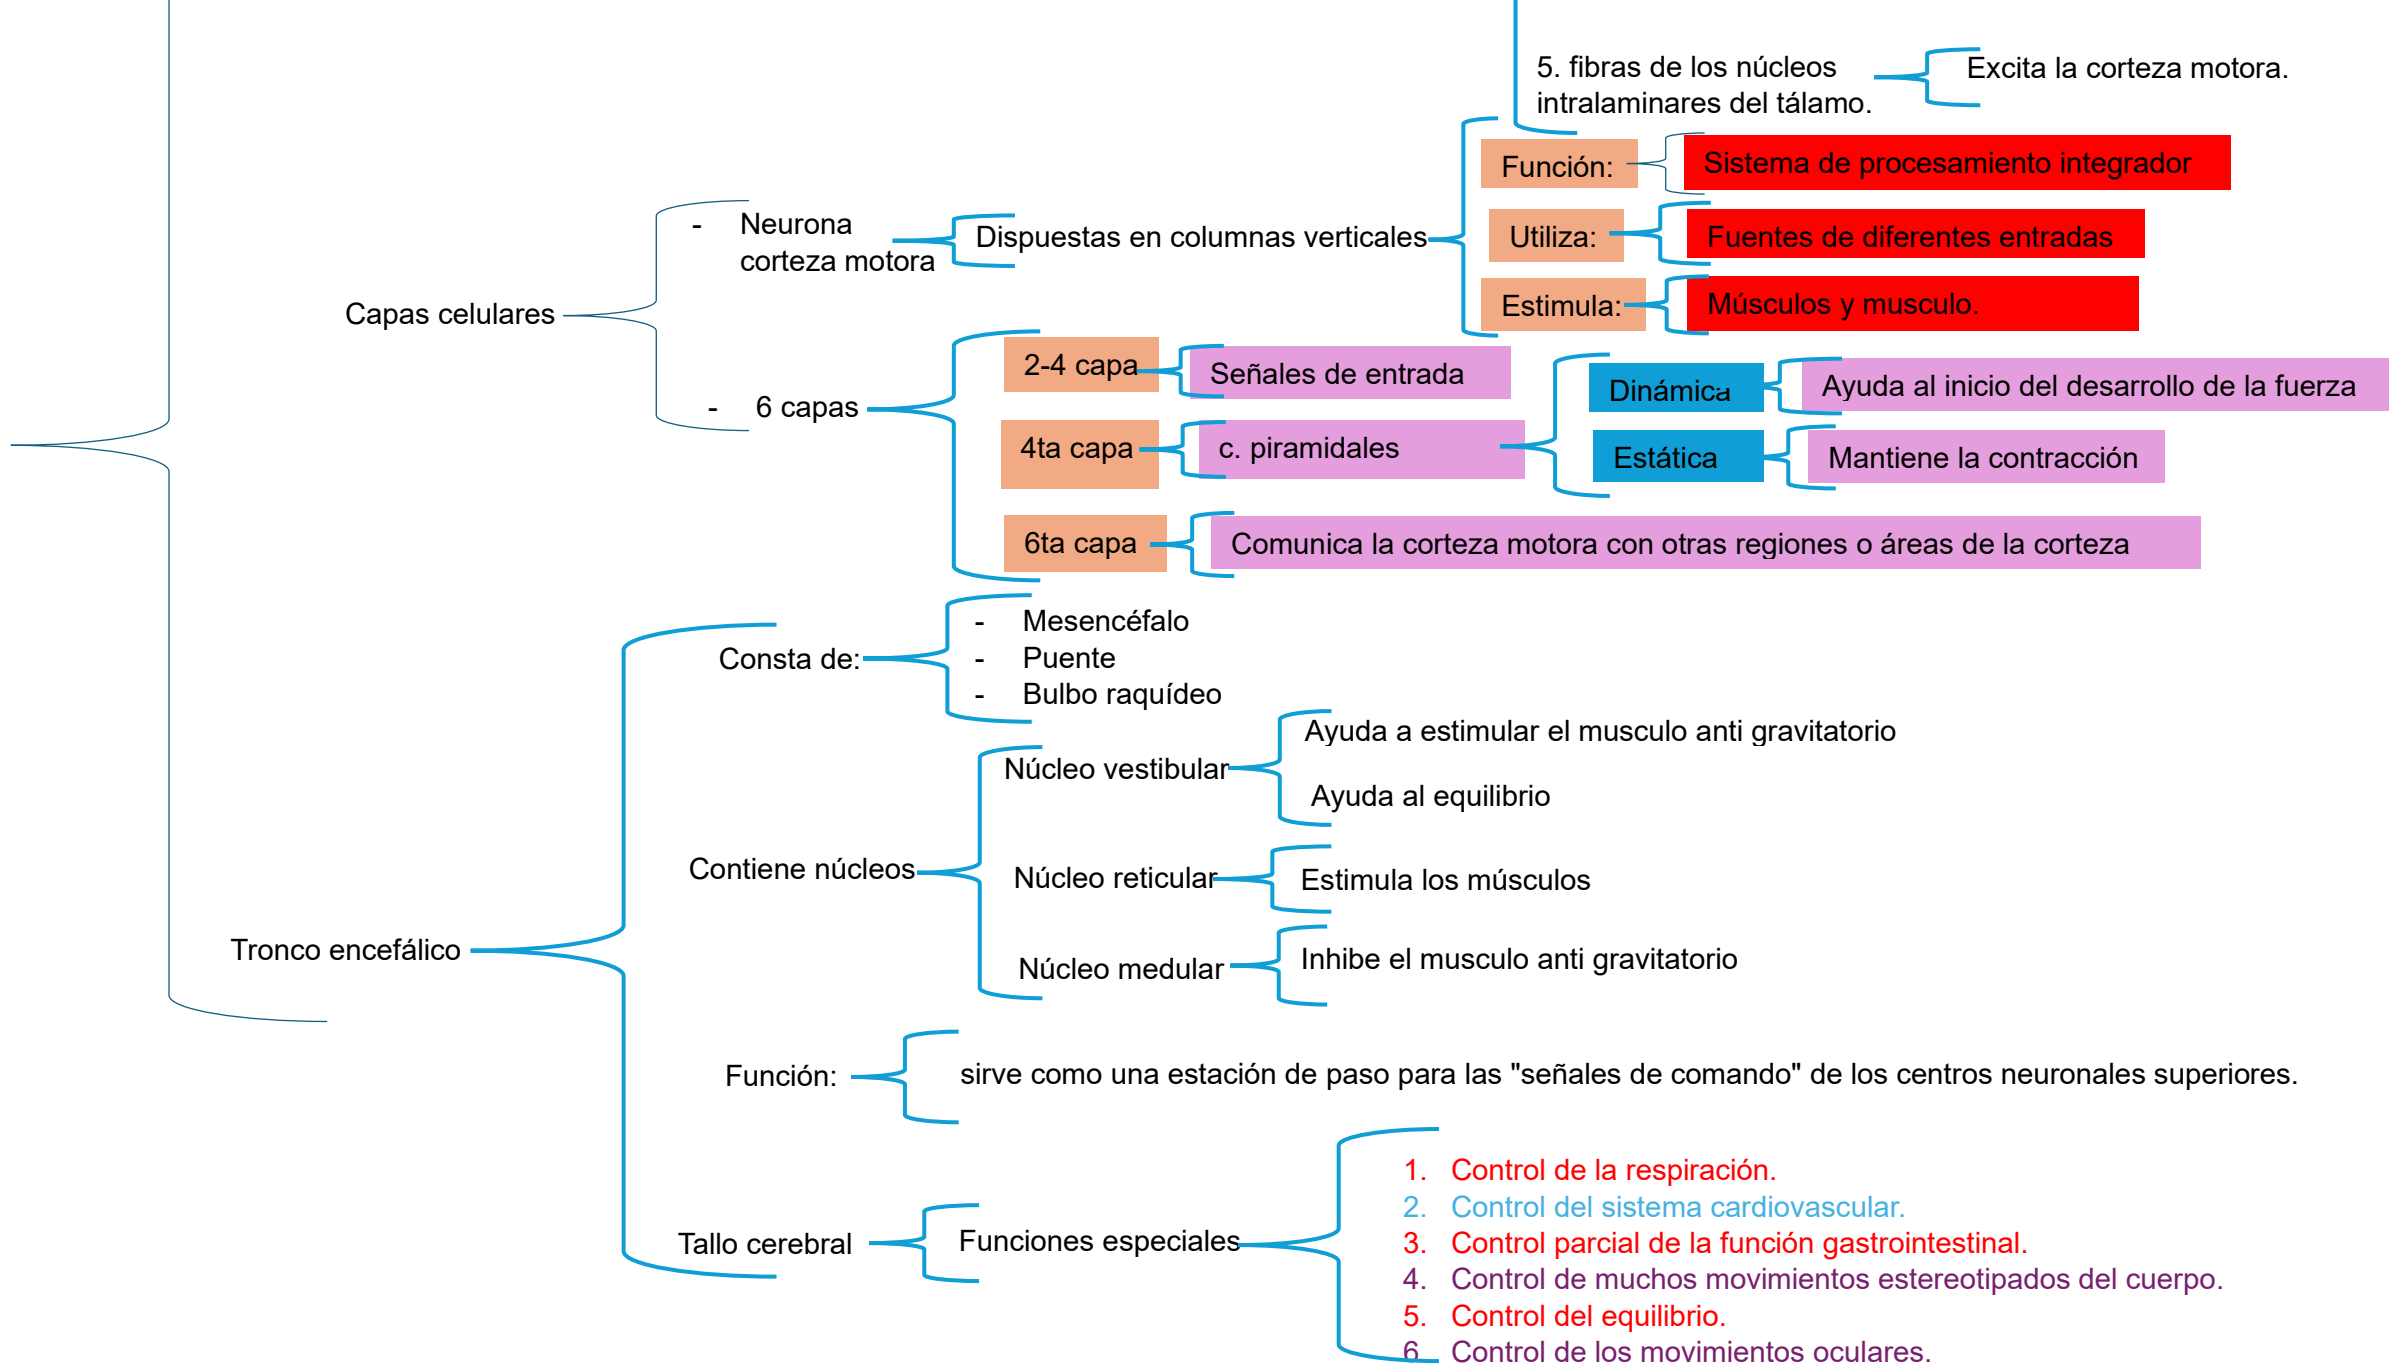 5. fibras de los núcleos
intralaminares del tálamo.
Excita la corteza motora.
Capas celulares
- Neurona
corteza motora
Dispuestas en columnas verticales
Función:
Sistema de procesamiento integrador
Utiliza:
Fuentes de diferentes entradas
Estimula:
Músculos y musculo.
- 6 capas
2-4 capa
Señales de entrada
4ta capa
c. piramidales
Dinámica
Ayuda al inicio del desarrollo de la fuerza
Estática
Mantiene la contracción
6ta capa
Comunica la corteza motora con otras regiones o áreas de la corteza
Tronco encefálico
Consta de:
- Mesencéfalo
- Puente
- Bulbo raquídeo
Contiene núcleos
Núcleo vestibular
Ayuda a estimular el musculo anti gravitatorio
Ayuda al equilibrio
Núcleo reticular
Estimula los músculos
Núcleo medular
Inhibe el musculo anti gravitatorio
Función:
sirve como una estación de paso para las "señales de comando" de los centros neuronales superiores.
Tallo cerebral
Funciones especiales
1. Control de la respiración.
2. Control del sistema cardiovascular.
3. Control parcial de la función gastrointestinal.
4. Control de muchos movimientos estereotipados del cuerpo.
5. Control del equilibrio.
6 Control de los movimientos oculares.